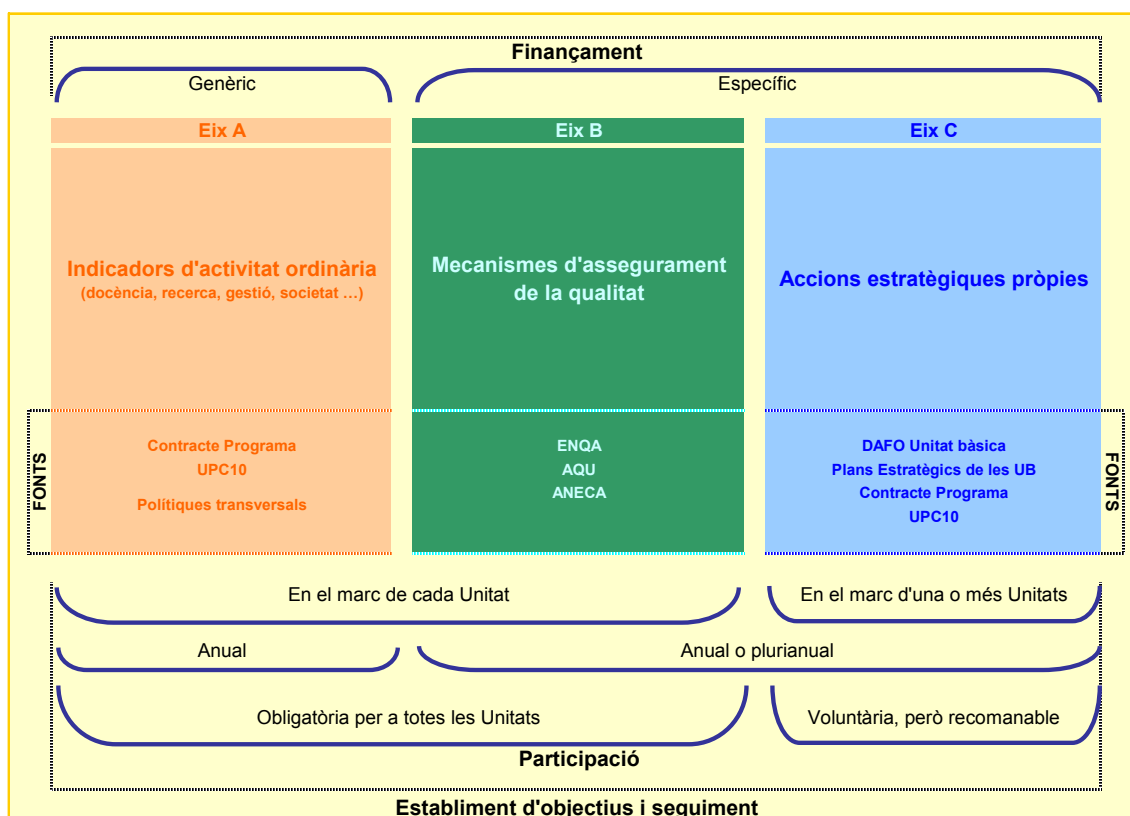 Finançament
Genèric
Específic
Eix A
Eix B
Eix C
Indicadors d'activitat ordinària
(docència, recerca, gestió, societat ...)
Mecanismes d'assegurament
de la qualitat
Accions estratègiques pròpies
FONTS
Contracte Programa
UPC10
Polítiques transversals
ENQA
AQU
ANECA
DAFO Unitat bàsica
Plans Estratègics de les UB
Contracte Programa
UPC10
FONTS
En el marc de cada Unitat
En el marc d'una o més Unitats
Anual
Anual o plurianual
Obligatòria per a totes les Unitats
Voluntària, però recomanable
Participació
Establiment d'objectius i seguiment